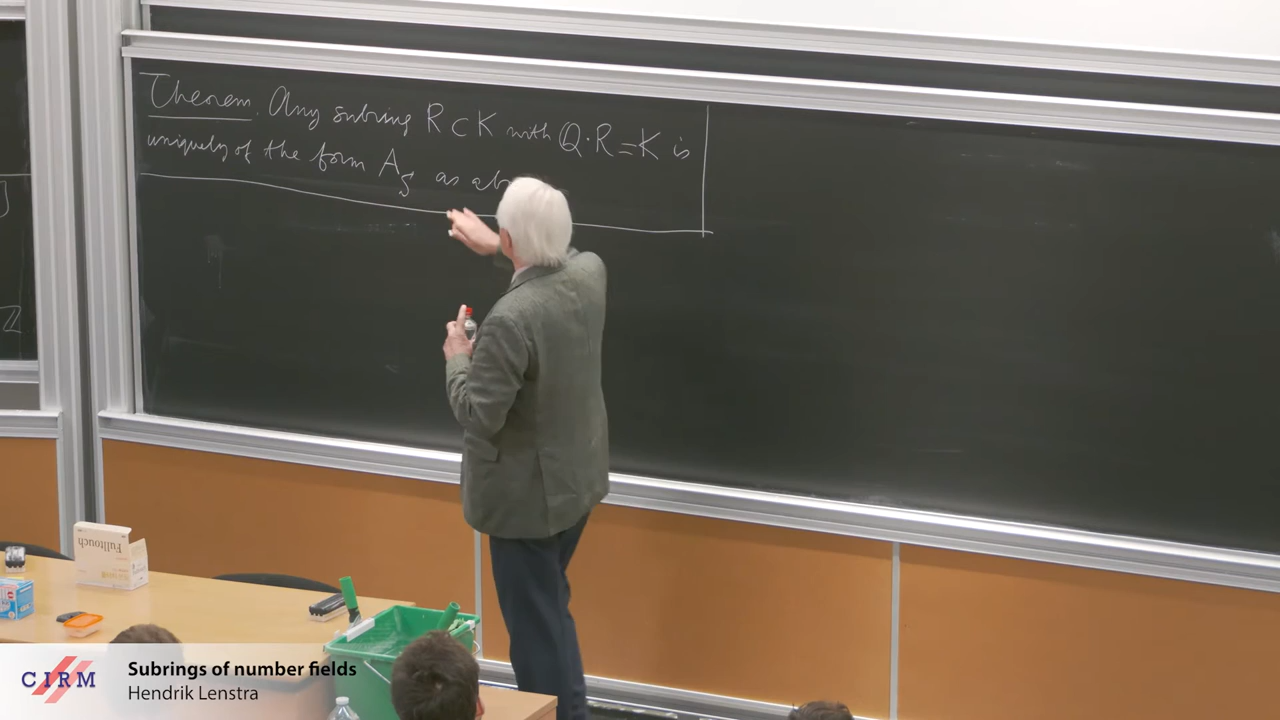 Theorem. Any subring R ⊂ K with Q·R=K is
uniquely of the form A_S as ab
J
2
Fulltouch
CIRM
Subrings of number fields
Hendrik Lenstra